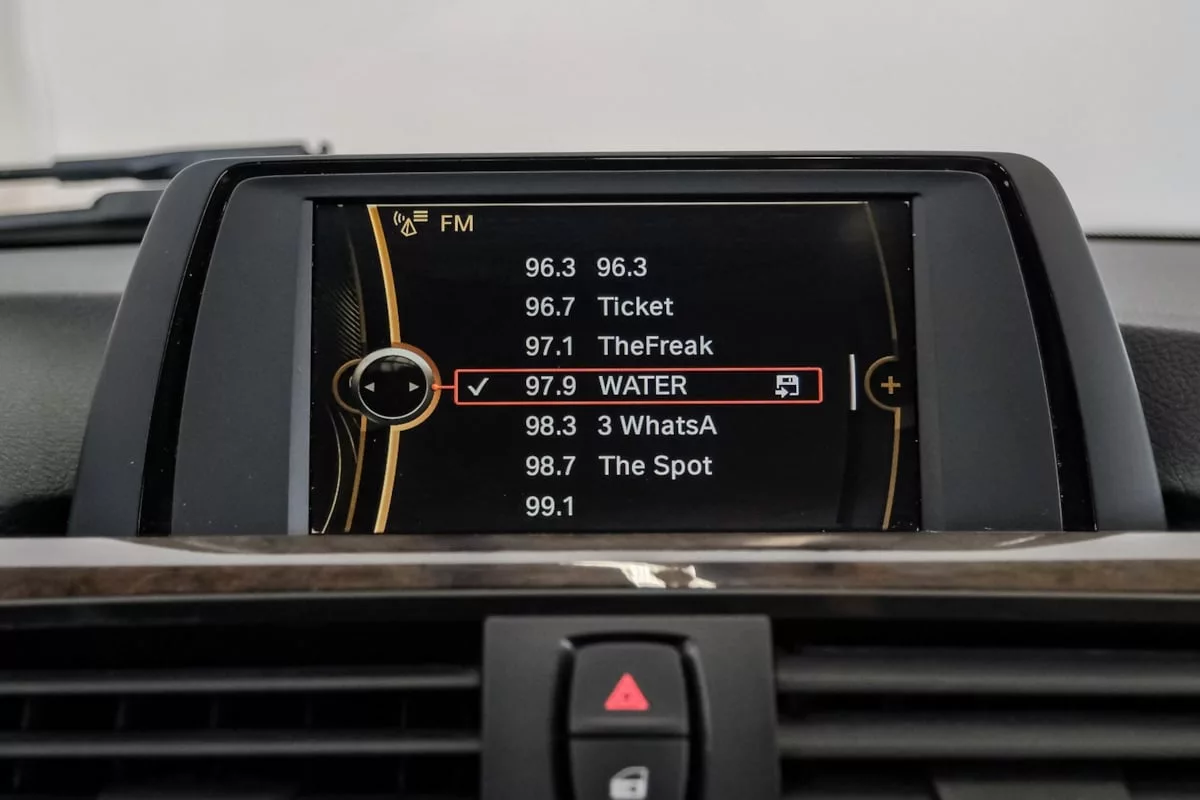 FM
96.3 96.3
96.7 Ticket
97.1 TheFreak
97.9 WATER
98.3 3 WhatsA
98.7 The Spot
99.1